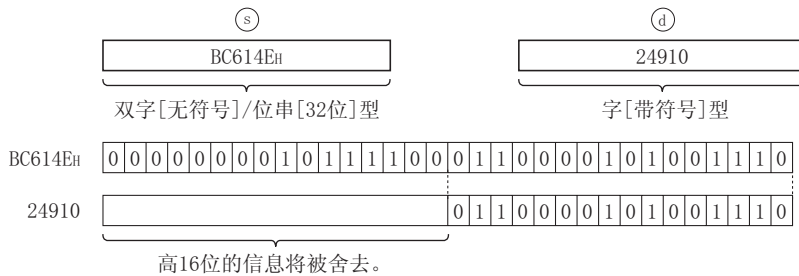 s d
BC614EH 24910
双字[无符号]/位串[32位]型 字[带符号]型
BC614EH 0 0 0 0 0 0 0 0 1 0 1 1 1 1 0 0 0 1 1 0 0 0 0 1 0 1 0 0 1 1 1 0
24910 0 1 1 0 0 0 0 1 0 1 0 0 1 1 1 0
高16位的信息将被舍去。